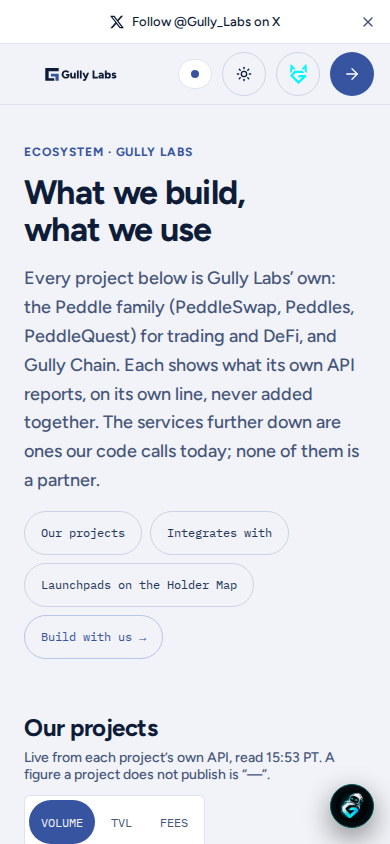 Follow @Gully_Labs on X
Gully Labs
ECOSYSTEM · GULLY LABS
What we build,
what we use
Every project below is Gully Labs’ own:
the Peddle family (PeddleSwap, Peddles,
PeddleQuest) for trading and DeFi, and
Gully Chain. Each shows what its own API
reports, on its own line, never added
together. The services further down are
ones our code calls today; none of them is
a partner.
Our projects
Integrates with
Launchpads on the Holder Map
Build with us →
Our projects
Live from each project’s own API, read 15:53 PT. A
figure a project does not publish is “—”.
VOLUME TVL FEES